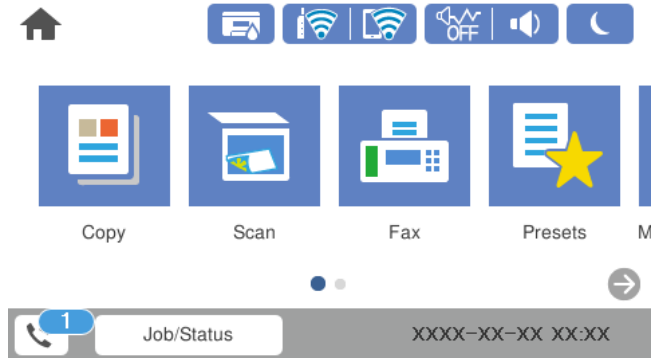 OFF
Copy
Scan
Fax
Presets
M
1
Job/Status
XXXX-XX-XX XX:XX